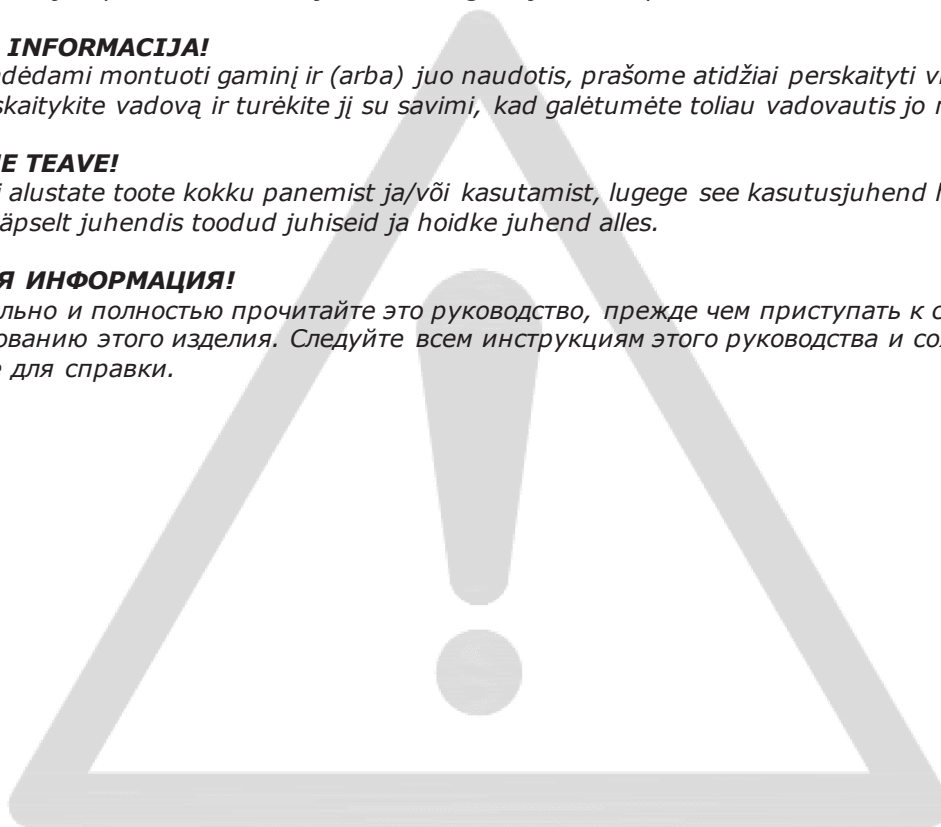 INFORMACIJA!
dėdami montuoti gaminį ir (arba) juo naudotis, prašome atidžiai perskaityti
skaitykite vadovą ir turėkite jį su savimi, kad galėtumėte toliau vadovautis jo
E TEAVE!
i alustate toote kokku panemist ja/või kasutamist, lugege see kasutusjuhend
äpselt juhendis toodud juhiseid ja hoidke juhend alles.
Я ИНФОРМАЦИЯ!
льно и полностью прочитайте это руководство, прежде чем приступать к
ованию этого изделия. Следуйте всем инструкциям этого руководства и
для справки.